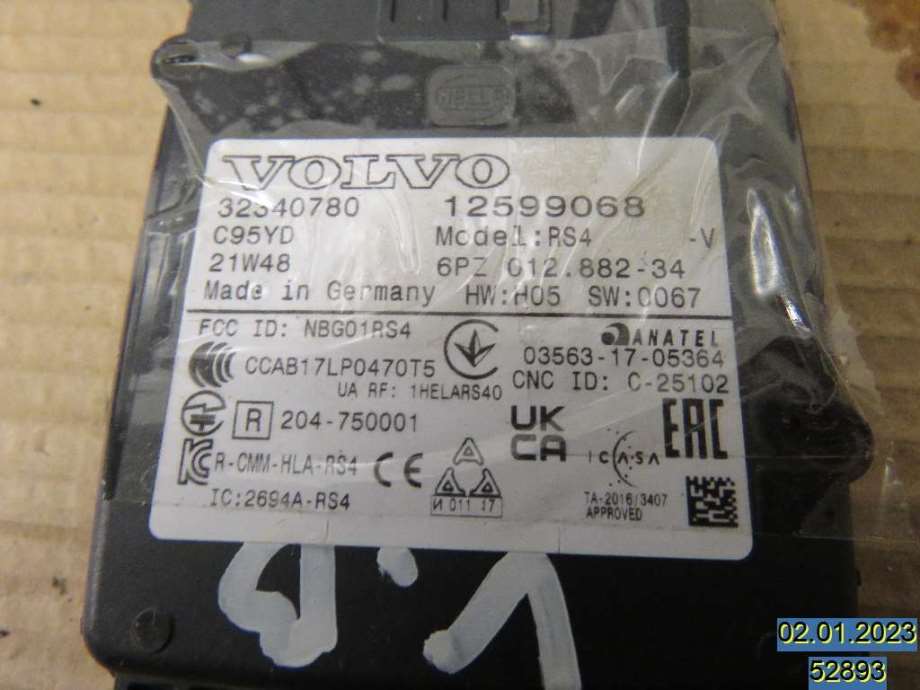 HELLA
VOLVO
32340780 12599068
C95YD Model:RS4 -V
21W48 6PZ 012.882-34
Made in Germany HW:H05 SW:0067
FCC ID: NBG01RS4 ANATEL
CCAB17LP0470T5 03563-17-05364
UA RF: 1HELARS40 CNC ID: C-25102
R 204-750001 UK CA EAC
R-CMM-HLA-RS4 CE ICASA
IC:2694A-RS4 И 011 17 TA-2016/3407
APPROVED
02.01.2023
52893